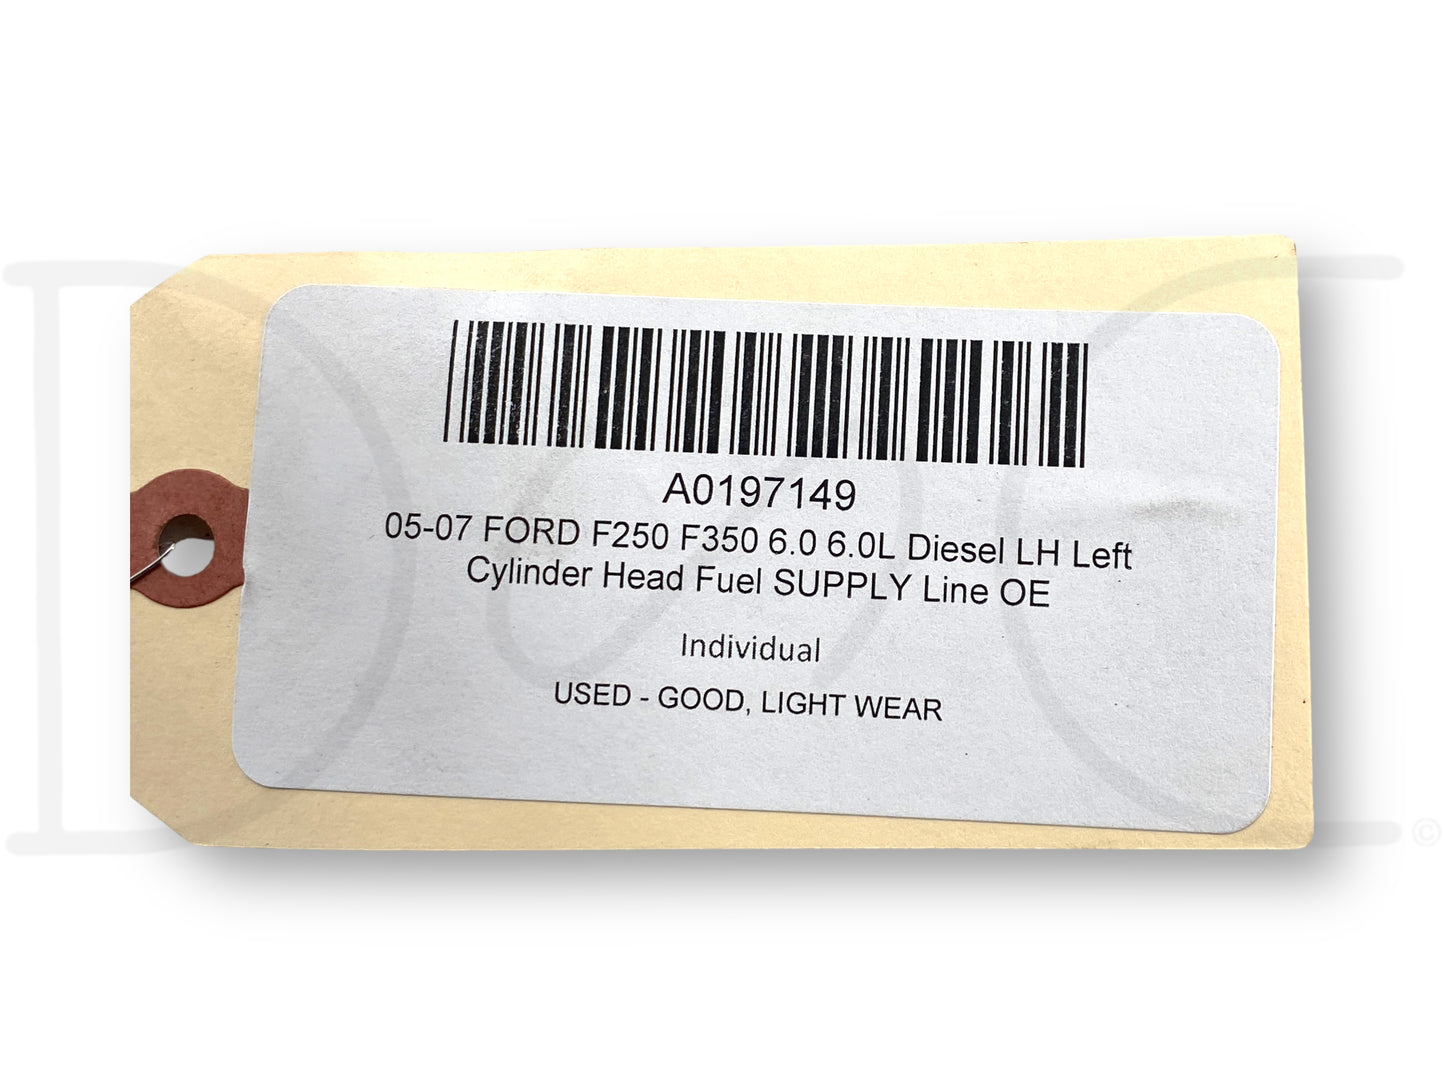 A0197149
05-07 FORD F250 F350 6.0 6.0L Diesel LH Left
Cylinder Head Fuel SUPPLY Line OE
Individual
USED - GOOD, LIGHT WEAR
©